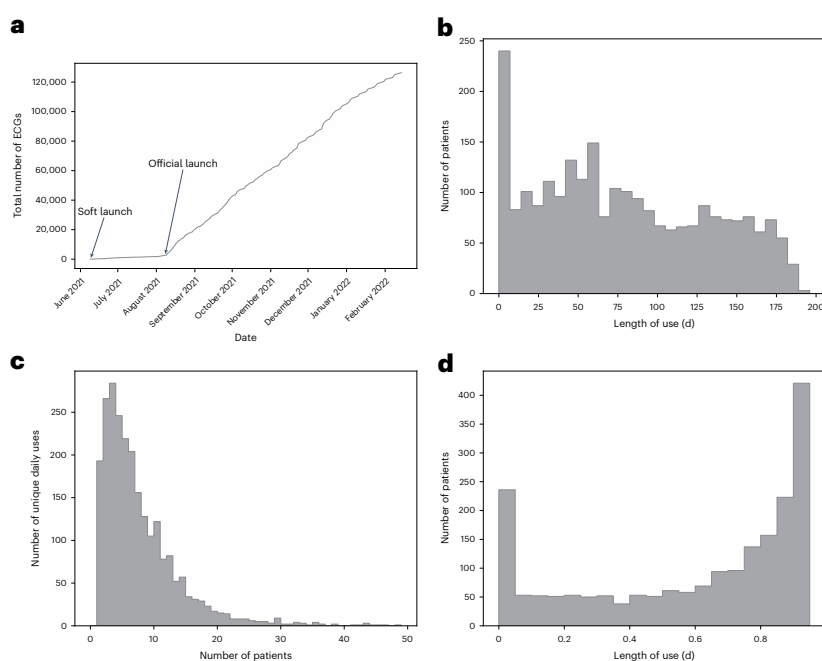 a
Total number of ECGs
120,000
100,000
80,000
60,000
40,000
20,000
0
Official launch
Soft launch
June 2021
July 2021
August 2021
September 2021
October 2021
November 2021
December 2021
January 2022
February 2022
Date
b
Number of patients
250
200
150
100
50
0
0 25 50 75 100 125 150 175 200
Length of use (d)
c
Number of unique daily uses
250
200
150
100
50
0
0 10 20 30 40 50
Number of patients
d
Number of patients
400
350
300
250
200
150
100
50
0
0 0.2 0.4 0.6 0.8
Length of use (d)